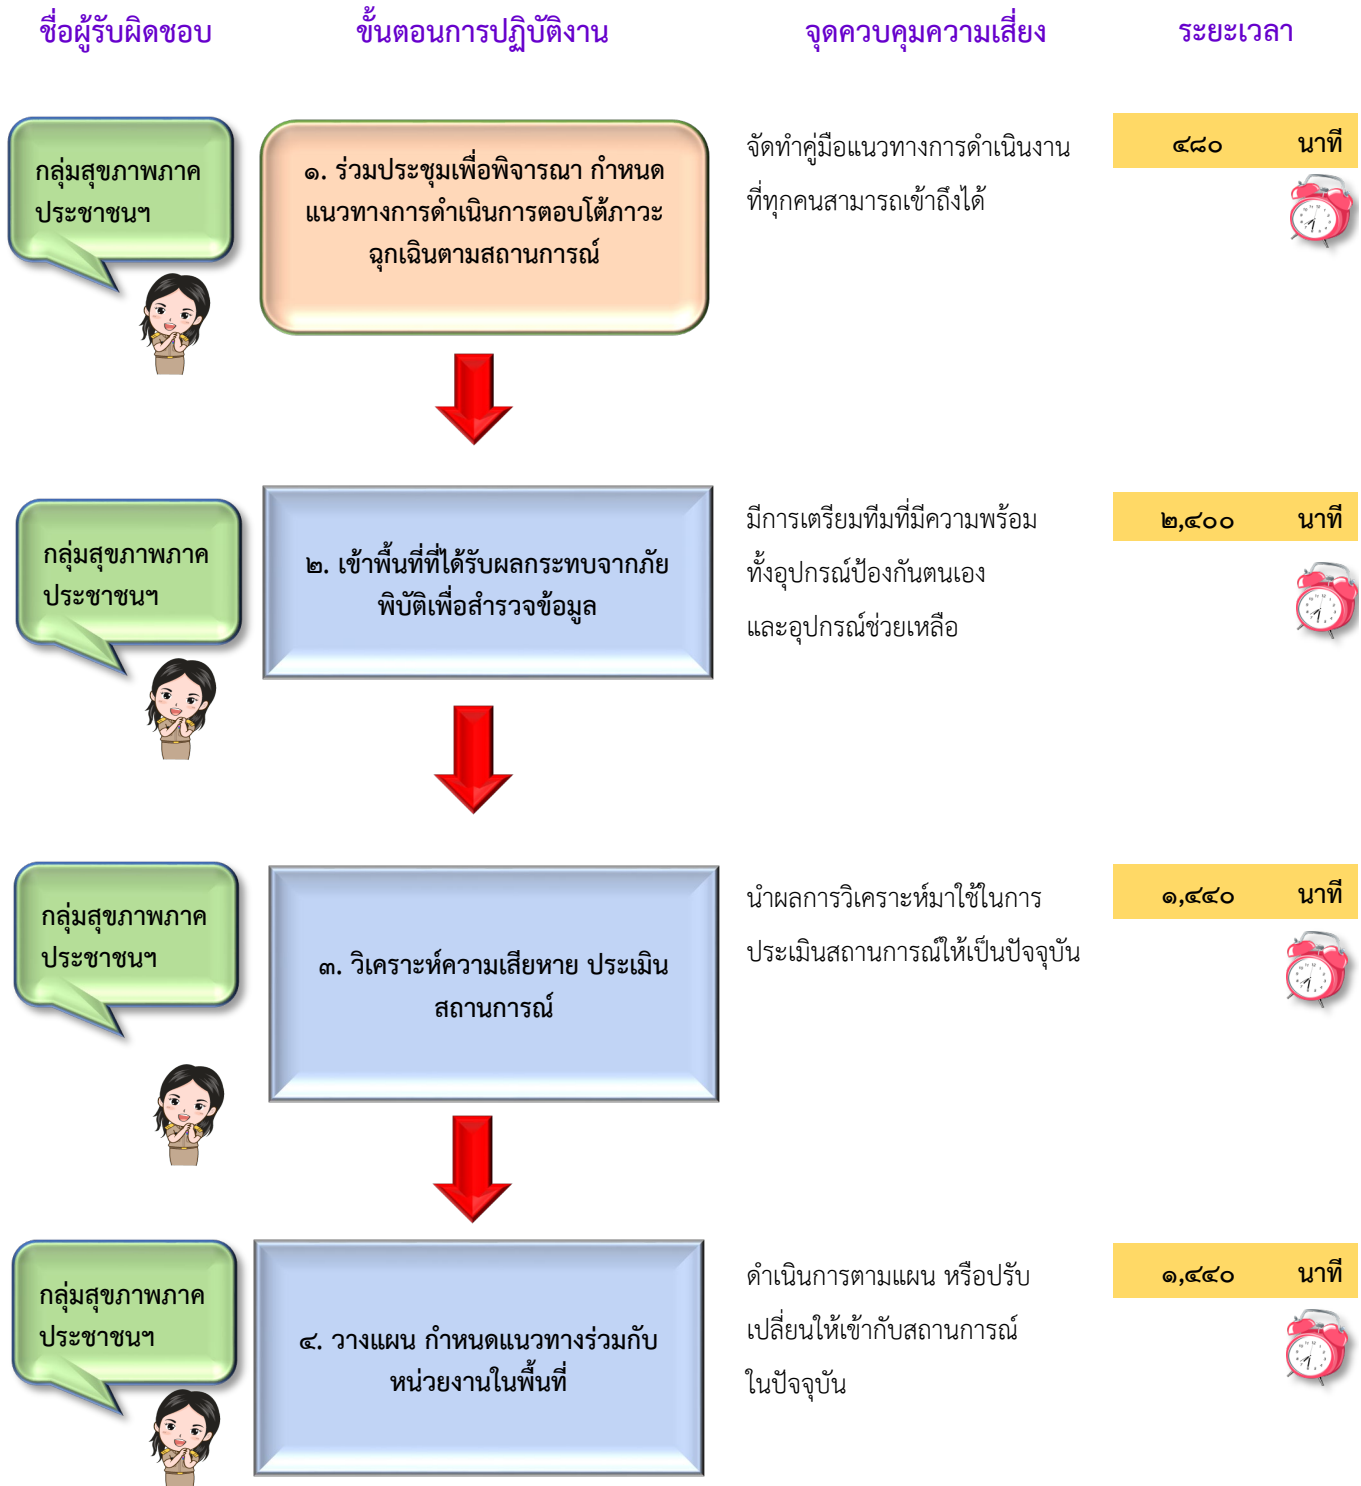 ชื่อผู้รับผิดชอบ ขั้นตอนการปฏิบัติงาน จุดควบคุมความเสี่ยง ระยะเวลา
กลุ่มสุขภาพภาค
ประชาชนฯ
๑. ร่วมประชุมเพื่อพิจารณา กำหนด
แนวทางการดำเนินการตอบโต้ภาวะ
ฉุกเฉินตามสถานการณ์
จัดทำคู่มือแนวทางการดำเนินงาน
ที่ทุกคนสามารถเข้าถึงได้
๔๘๐ นาที
กลุ่มสุขภาพภาค
ประชาชนฯ
๒. เข้าพื้นที่ที่ได้รับผลกระทบจากภัย
พิบัติเพื่อสำรวจข้อมูล
มีการเตรียมทีมที่มีความพร้อม
ทั้งอุปกรณ์ป้องกันตนเอง
และอุปกรณ์ช่วยเหลือ
๒,๔๐๐ นาที
กลุ่มสุขภาพภาค
ประชาชนฯ
๓. วิเคราะห์ความเสียหาย ประเมิน
สถานการณ์
นำผลการวิเคราะห์มาใช้ในการ
ประเมินสถานการณ์ให้เป็นปัจจุบัน
๑,๔๔๐ นาที
กลุ่มสุขภาพภาค
ประชาชนฯ
๔. วางแผน กำหนดแนวทางร่วมกับ
หน่วยงานในพื้นที่
ดำเนินการตามแผน หรือปรับ
เปลี่ยนให้เข้ากับสถานการณ์
ในปัจจุบัน
๑,๔๔๐ นาที